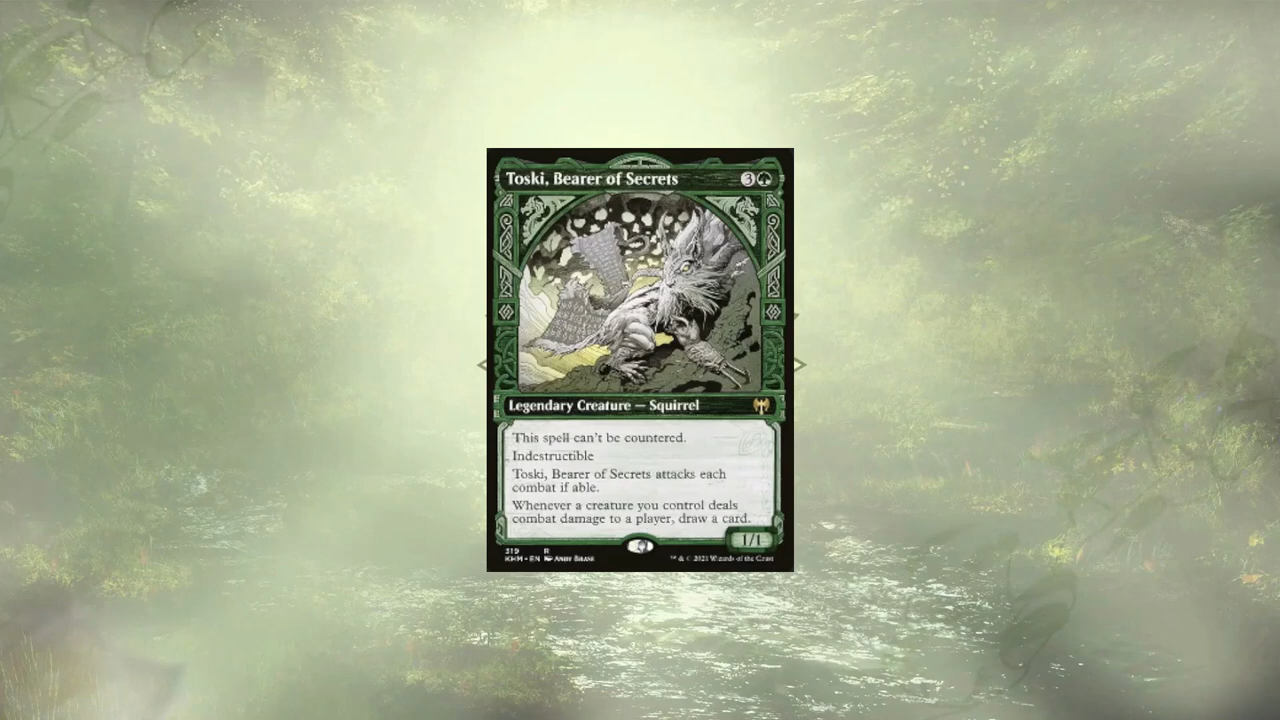 Toski, Bearer of Secrets
3
Legendary Creature — Squirrel
This spell can't be countered.
Indestructible
Toski, Bearer of Secrets attacks each
combat if able.
Whenever a creature you control deals
combat damage to a player, draw a card.
1/1
319 R
KHM • EN Andy Brase
™ & © 2021 Wizards of the Coast